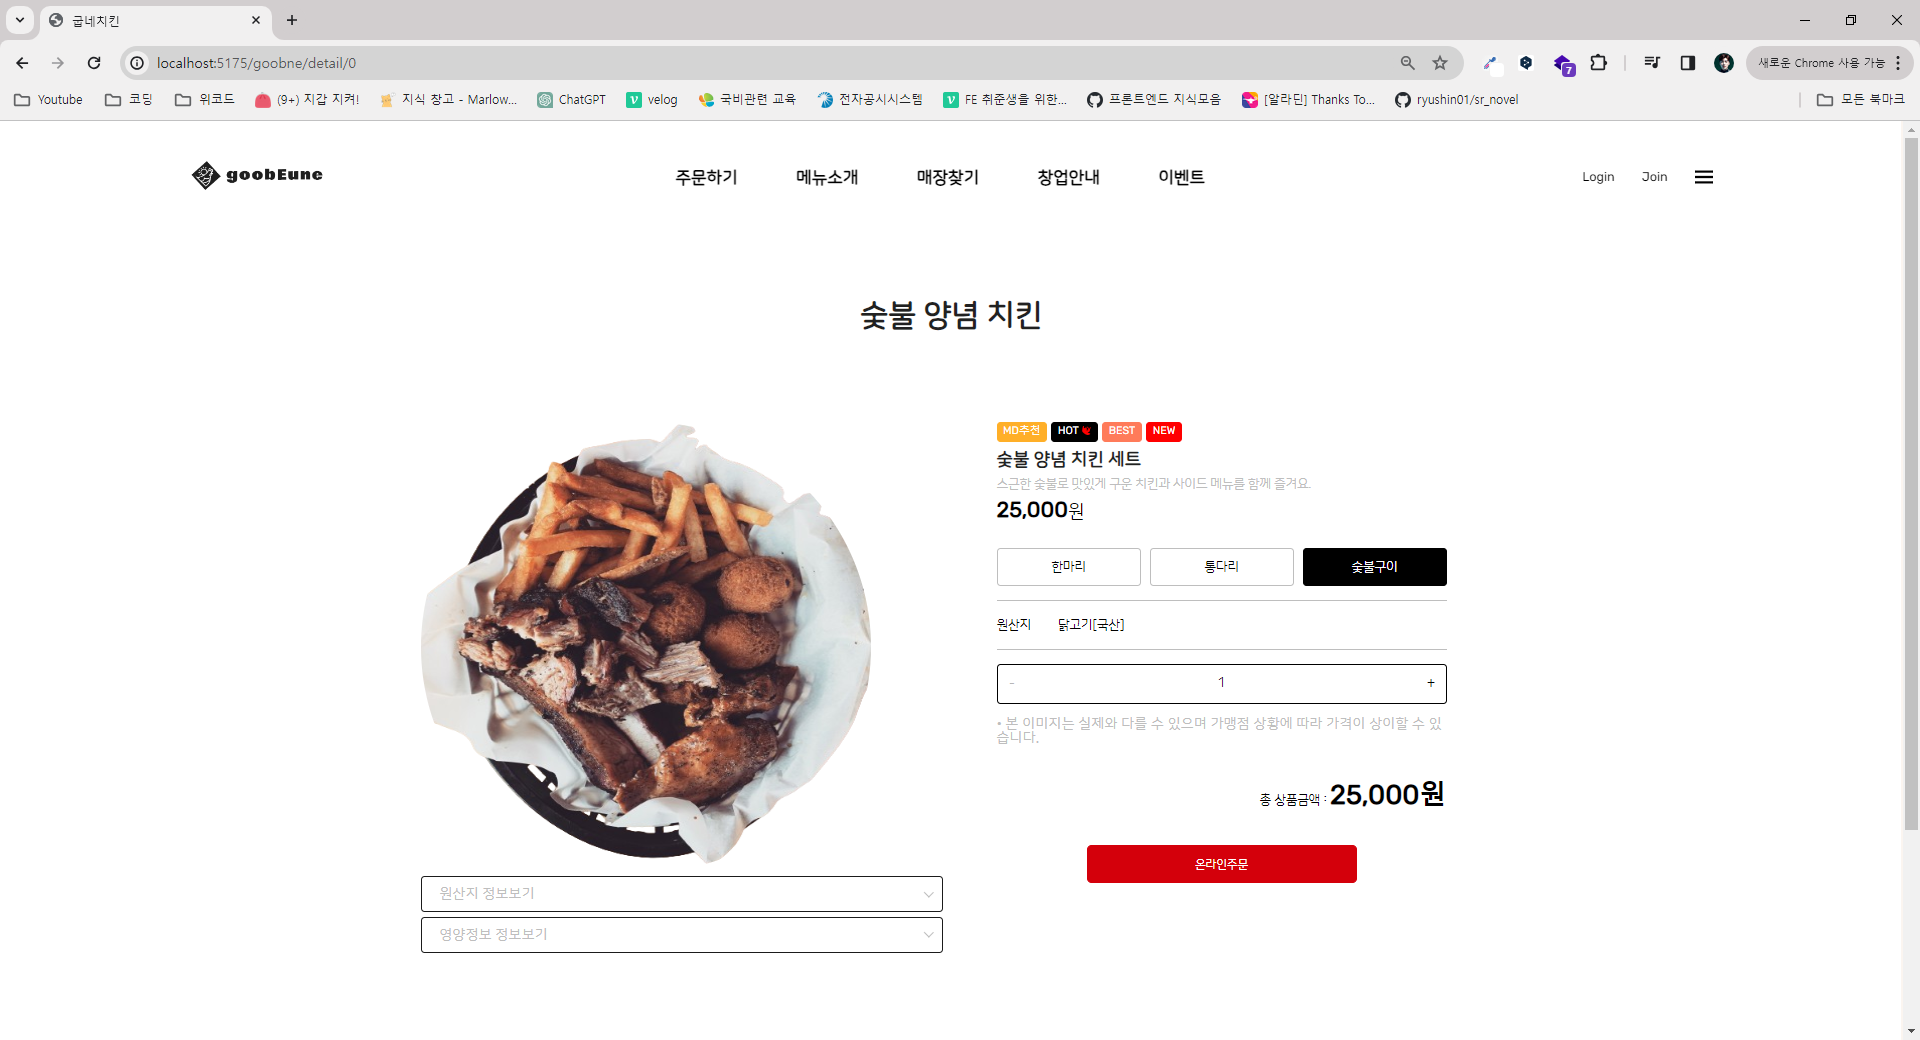 굽네치킨
localhost:5175/goobne/detail/0
7
새로운 Chrome 사용 가능
Youtube
코딩
위코드
(9+) 지갑 지켜!
지식 창고 - Marlow...
ChatGPT
velog
국비관련 교육
전자공시시스템
FE 취준생을 위한...
프론트엔드 지식모음
[알라딘] Thanks To...
ryushin01/sr_novel
모든 북마크
goobEune
주문하기
메뉴소개
매장찾기
창업안내
이벤트
Login
Join
숯불 양념 치킨
MD추천
HOT
BEST
NEW
숯불 양념 치킨 세트
스근한 숯불로 맛있게 구운 치킨과 사이드 메뉴를 함께 즐겨요.
25,000원
한마리
통다리
숯불구이
원산지
닭고기[국산]
-
1
+
• 본 이미지는 실제와 다를 수 있으며 가맹점 상황에 따라 가격이 상이할 수 있
습니다.
총 상품금액 : 25,000원
온라인주문
원산지 정보보기
영양정보 정보보기